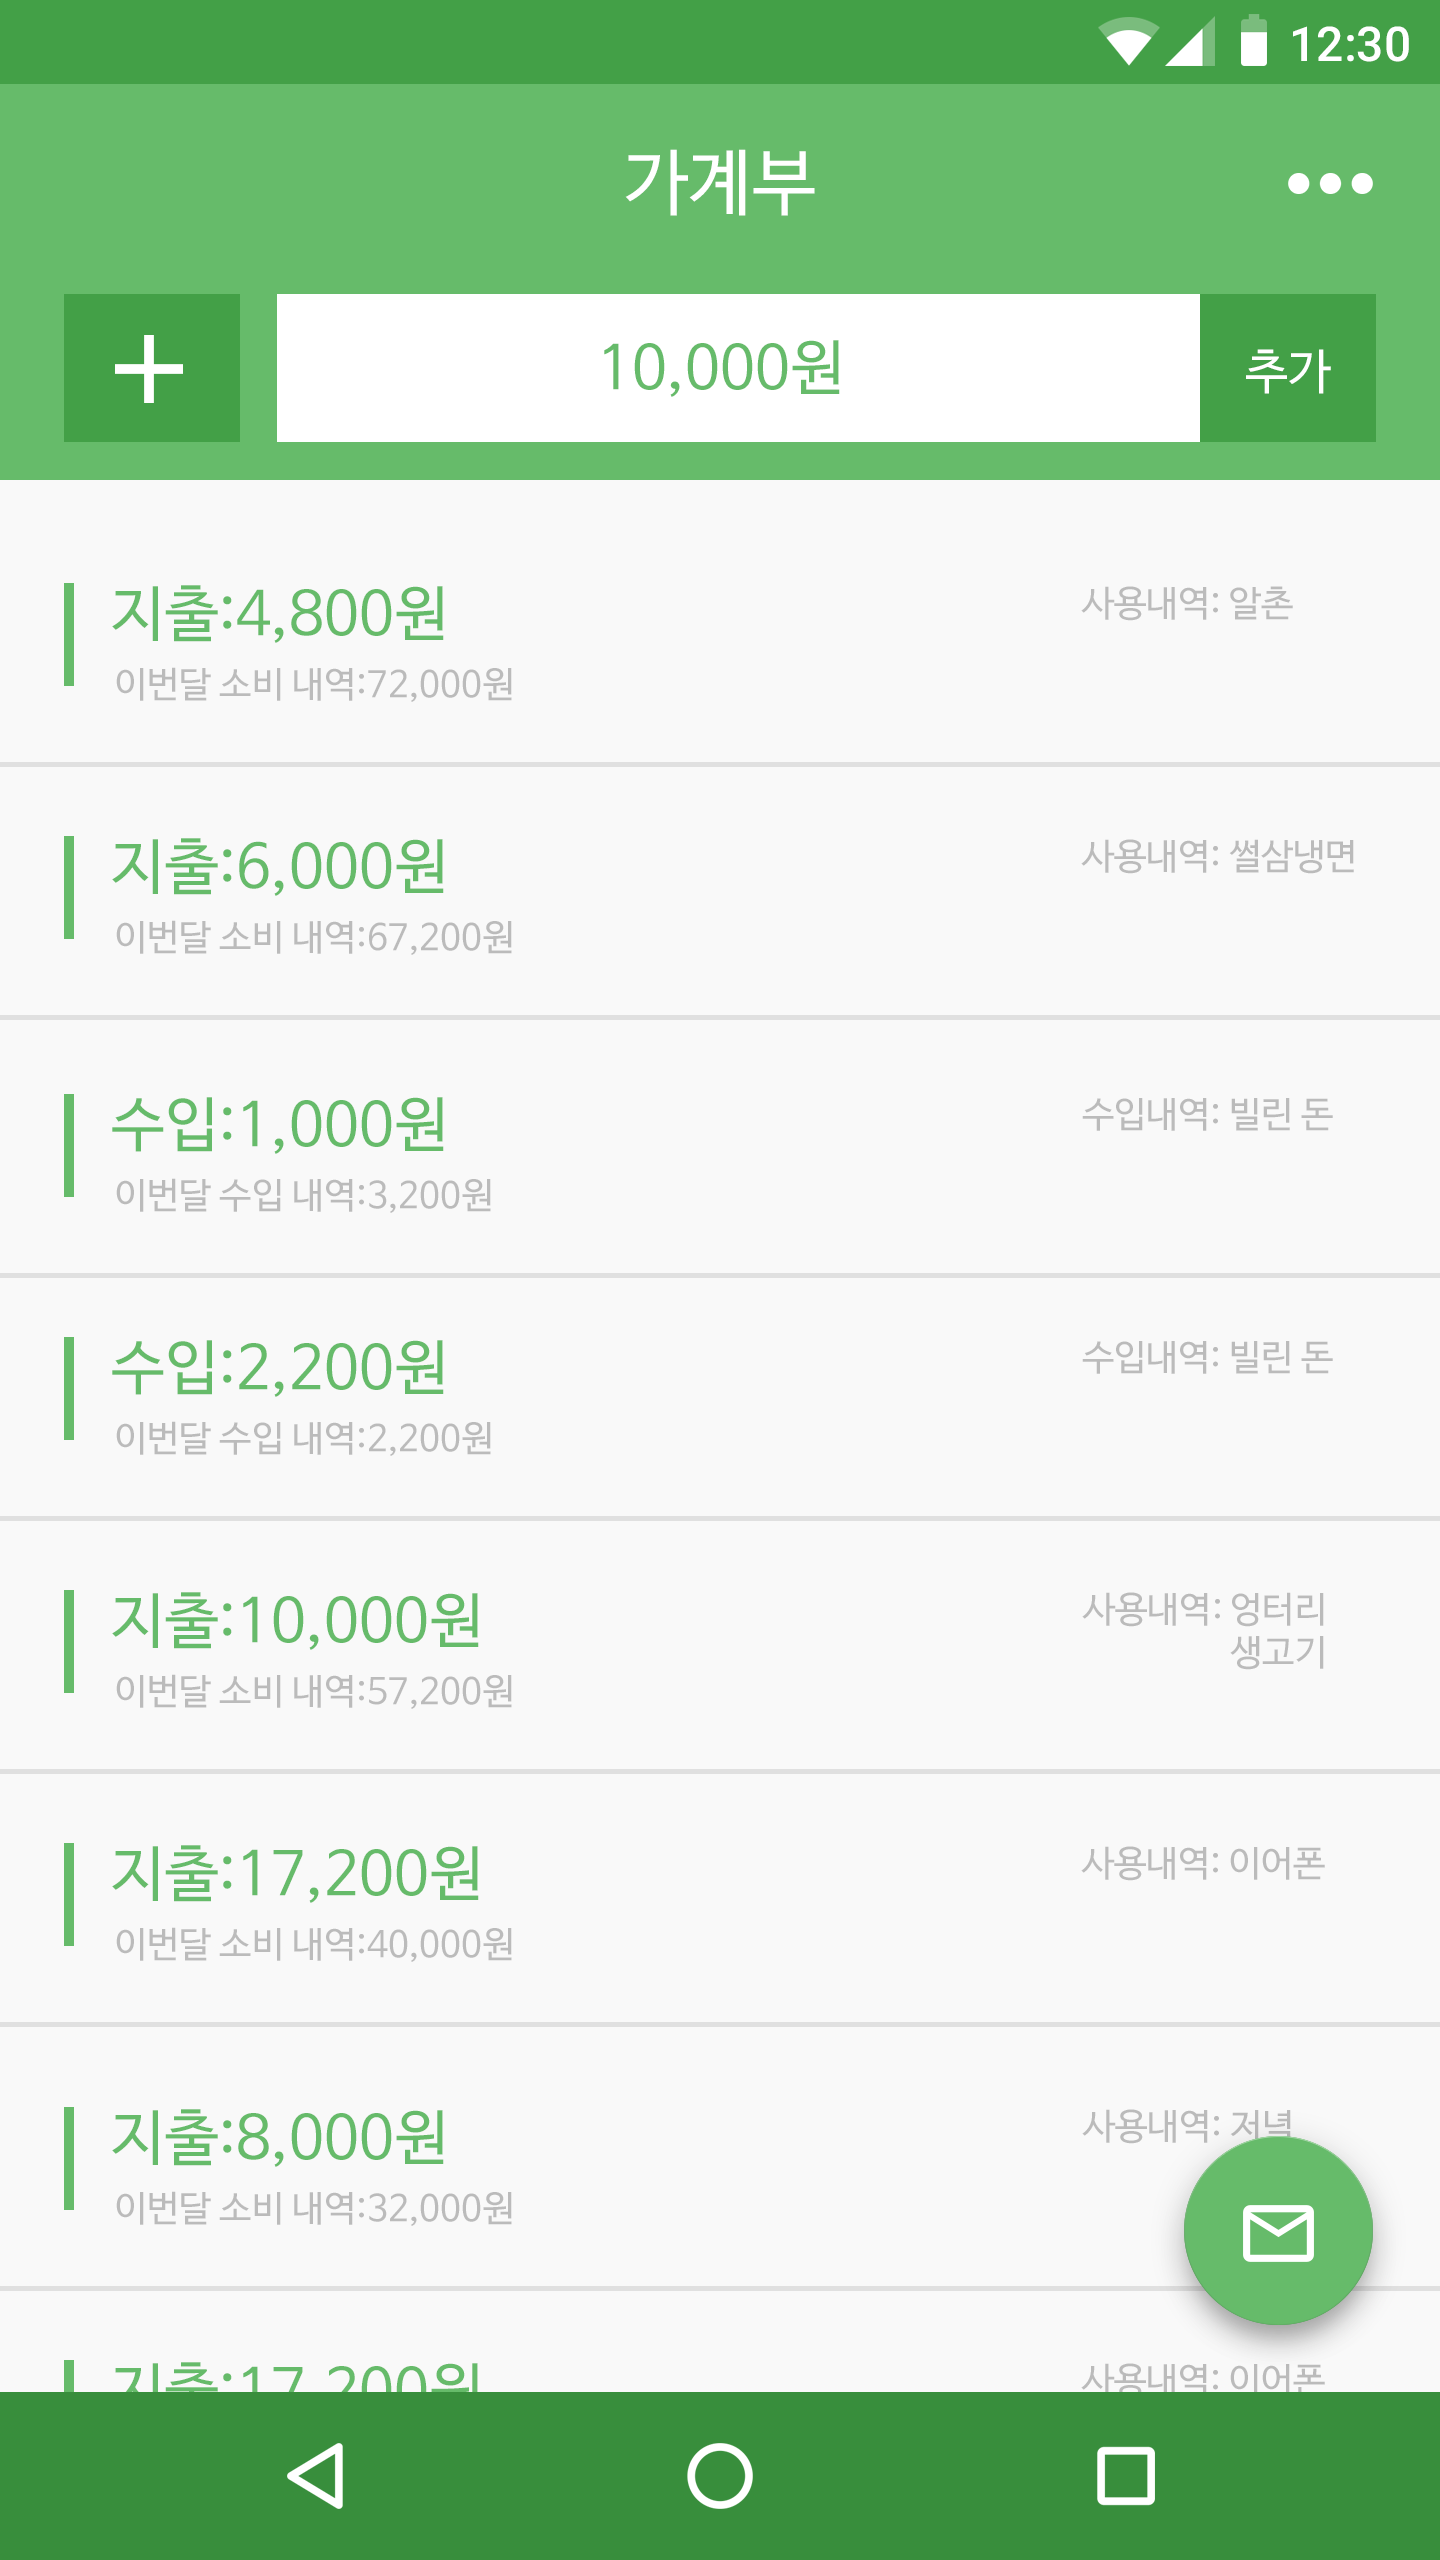 12:30
가계부
10,000원
추가
지출:4,800원
사용내역: 알촌
이번달 소비 내역:72,000원
지출:6,000원
사용내역: 썰삼냉면
이번달 소비 내역:67,200원
수입:1,000원
수입내역: 빌린 돈
이번달 수입 내역:3,200원
수입:2,200원
수입내역: 빌린 돈
이번달 수입 내역:2,200원
지출:10,000원
사용내역: 엉터리
생고기
이번달 소비 내역:57,200원
지출:17,200원
사용내역: 이어폰
이번달 소비 내역:40,000원
지출:8,000원
사용내역: 저녁
이번달 소비 내역:32,000원
지출:17,200원
사용내역: 이어폰